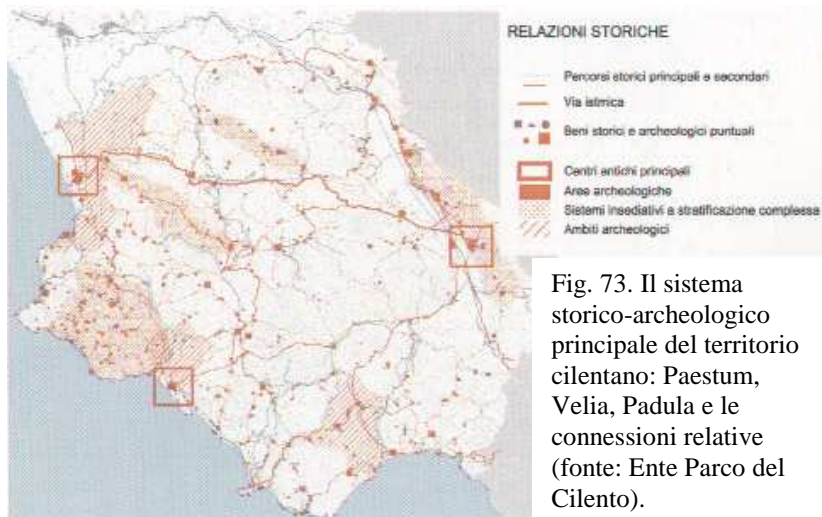 RELAZIONI STORICHE
Percorsi storici principali e secondari
Via istmica
Beni storici e archeologici puntuali
Centri antichi principali
Aree archeologiche
Sistemi insediativi a stratificazione complessa
Ambiti archeologici
Fig. 73. Il sistema
storico-archeologico
principale del territorio
cilentano: Paestum,
Velia, Padula e le
connessioni relative
(fonte: Ente Parco del
Cilento).